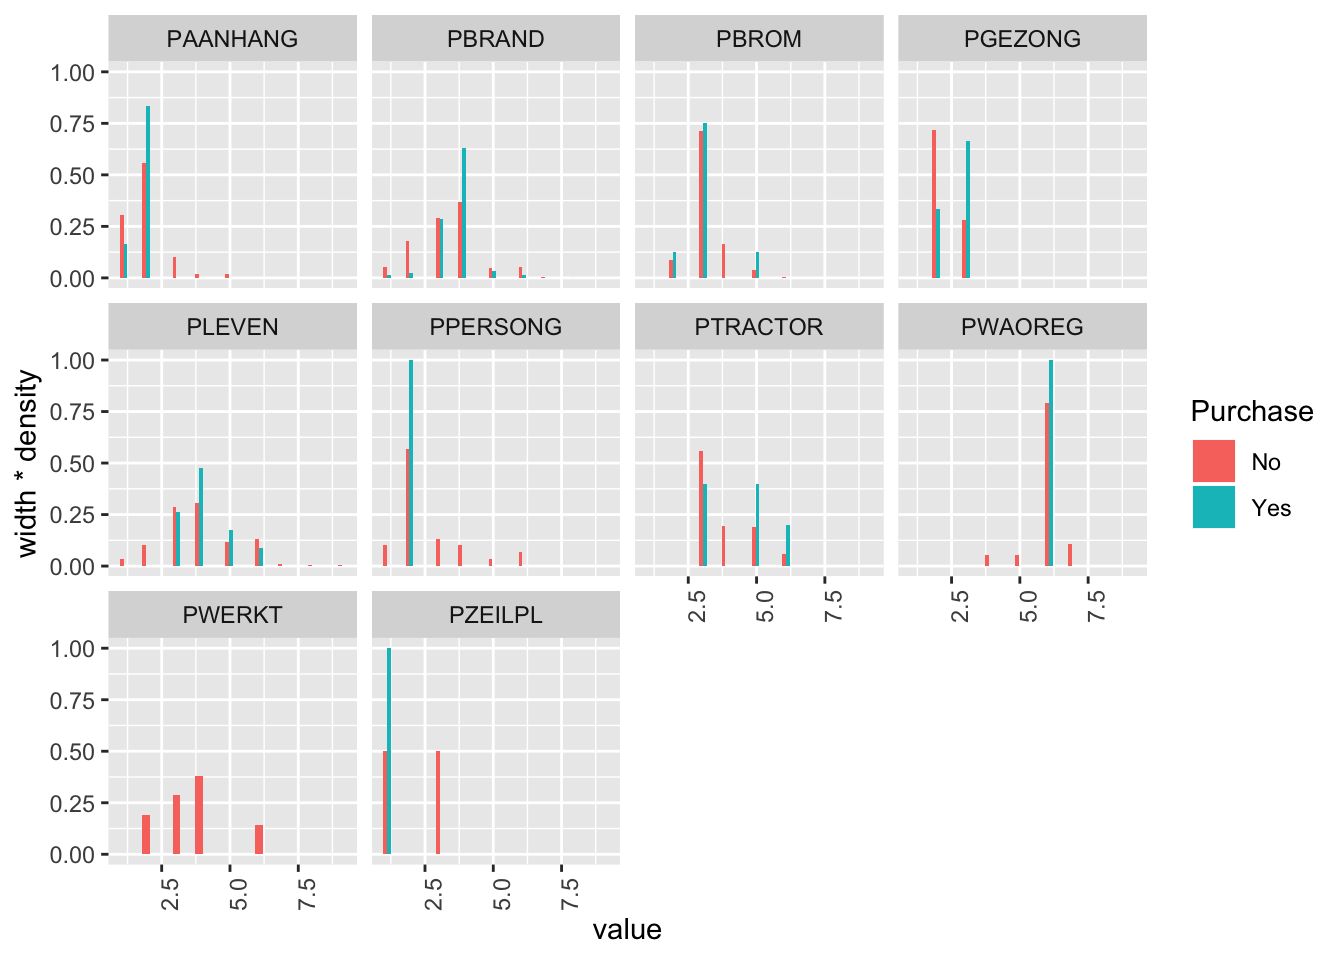 PAANHANG PBRAND PBROM PGEZONG
1.00
0.75
0.50
0.25
0.00
PLEVEN PPERSONG PTRACTOR PWAOREG
1.00
0.75
0.50
0.25
0.00
2.5 5.0 7.5 2.5 5.0 7.5
PWERKT PZEILPL
1.00
0.75
0.50
0.25
0.00
2.5 5.0 7.5 2.5 5.0 7.5
value
width * density
Purchase
No
Yes